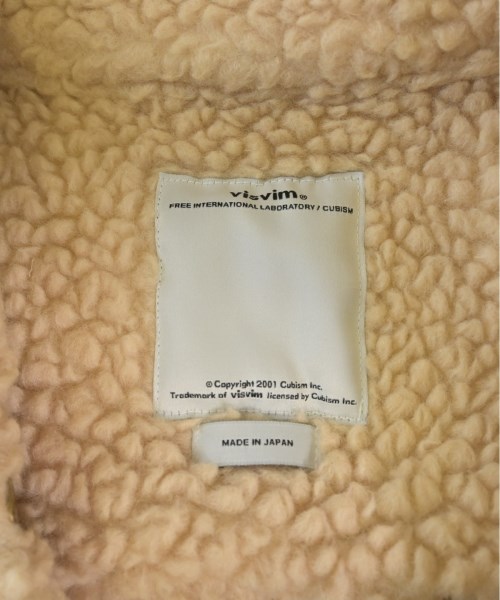 visvim®
FREE INTERNATIONAL LABORATORY / CUBISM
© Copyright 2001 Cubism Inc.
Trademark of visvim licensed by Cubism Inc.
MADE IN JAPAN